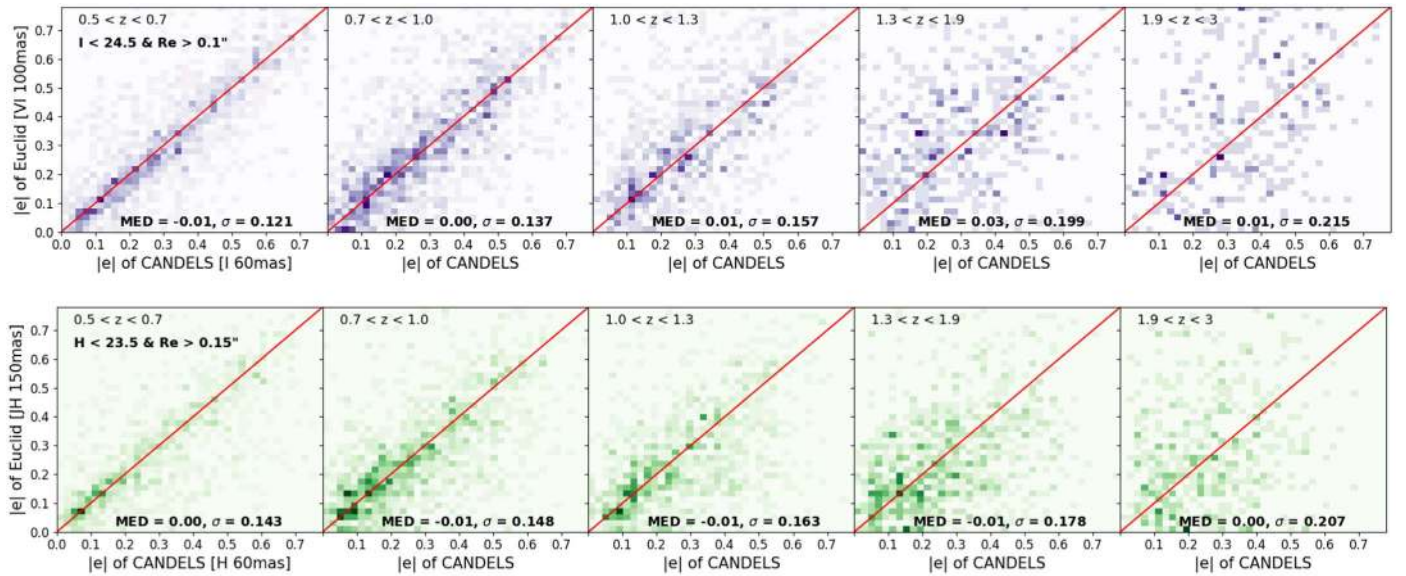 0.5 < z < 0.7
0.7 < z < 1.0
1.0 < z < 1.3
1.3 < z < 1.9
1.9 < z < 3
I < 24.5 & Re > 0.1"
|e| of Euclid [VI 100mas]
0.7
0.6
0.5
0.4
0.3
0.2
0.1
0.0
MED = -0.01, σ = 0.121
MED = 0.00, σ = 0.137
MED = 0.01, σ = 0.157
MED = 0.03, σ = 0.199
MED = 0.01, σ = 0.215
0.0 0.1 0.2 0.3 0.4 0.5 0.6 0.7
0.1 0.2 0.3 0.4 0.5 0.6 0.7
0.1 0.2 0.3 0.4 0.5 0.6 0.7
0.1 0.2 0.3 0.4 0.5 0.6 0.7
0.1 0.2 0.3 0.4 0.5 0.6 0.7
|e| of CANDELS [I 60mas]
|e| of CANDELS
|e| of CANDELS
|e| of CANDELS
|e| of CANDELS
0.5 < z < 0.7
0.7 < z < 1.0
1.0 < z < 1.3
1.3 < z < 1.9
1.9 < z < 3
H < 23.5 & Re > 0.15"
|e| of Euclid [JH 150mas]
0.7
0.6
0.5
0.4
0.3
0.2
0.1
0.0
MED = 0.00, σ = 0.143
MED = -0.01, σ = 0.148
MED = -0.01, σ = 0.163
MED = -0.01, σ = 0.178
MED = 0.00, σ = 0.207
0.0 0.1 0.2 0.3 0.4 0.5 0.6 0.7
0.1 0.2 0.3 0.4 0.5 0.6 0.7
0.1 0.2 0.3 0.4 0.5 0.6 0.7
0.1 0.2 0.3 0.4 0.5 0.6 0.7
0.1 0.2 0.3 0.4 0.5 0.6 0.7
|e| of CANDELS [H 60mas]
|e| of CANDELS
|e| of CANDELS
|e| of CANDELS
|e| of CANDELS